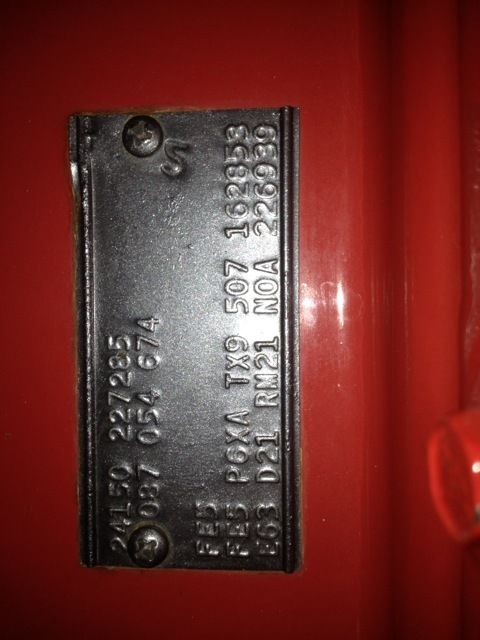 S
24150 227285
087 054 674
FE5
FE5 P6XA TX9 507 162853
E63 D21 RM21 N0A 226939